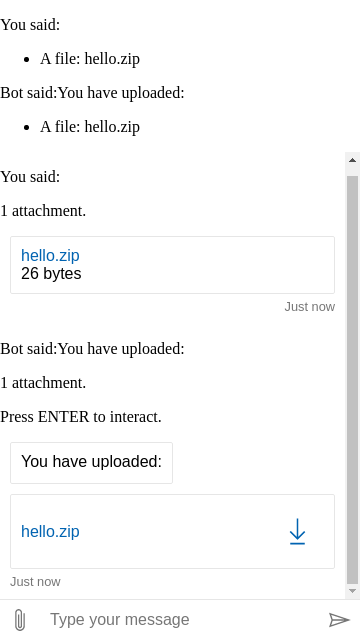 You said:
A file: hello.zip
Bot said:You have uploaded:
A file: hello.zip
You said:
1 attachment.
hello.zip
26 bytes
Just now
Bot said:You have uploaded:
1 attachment.
Press ENTER to interact.
You have uploaded:
hello.zip
Just now
Type your message